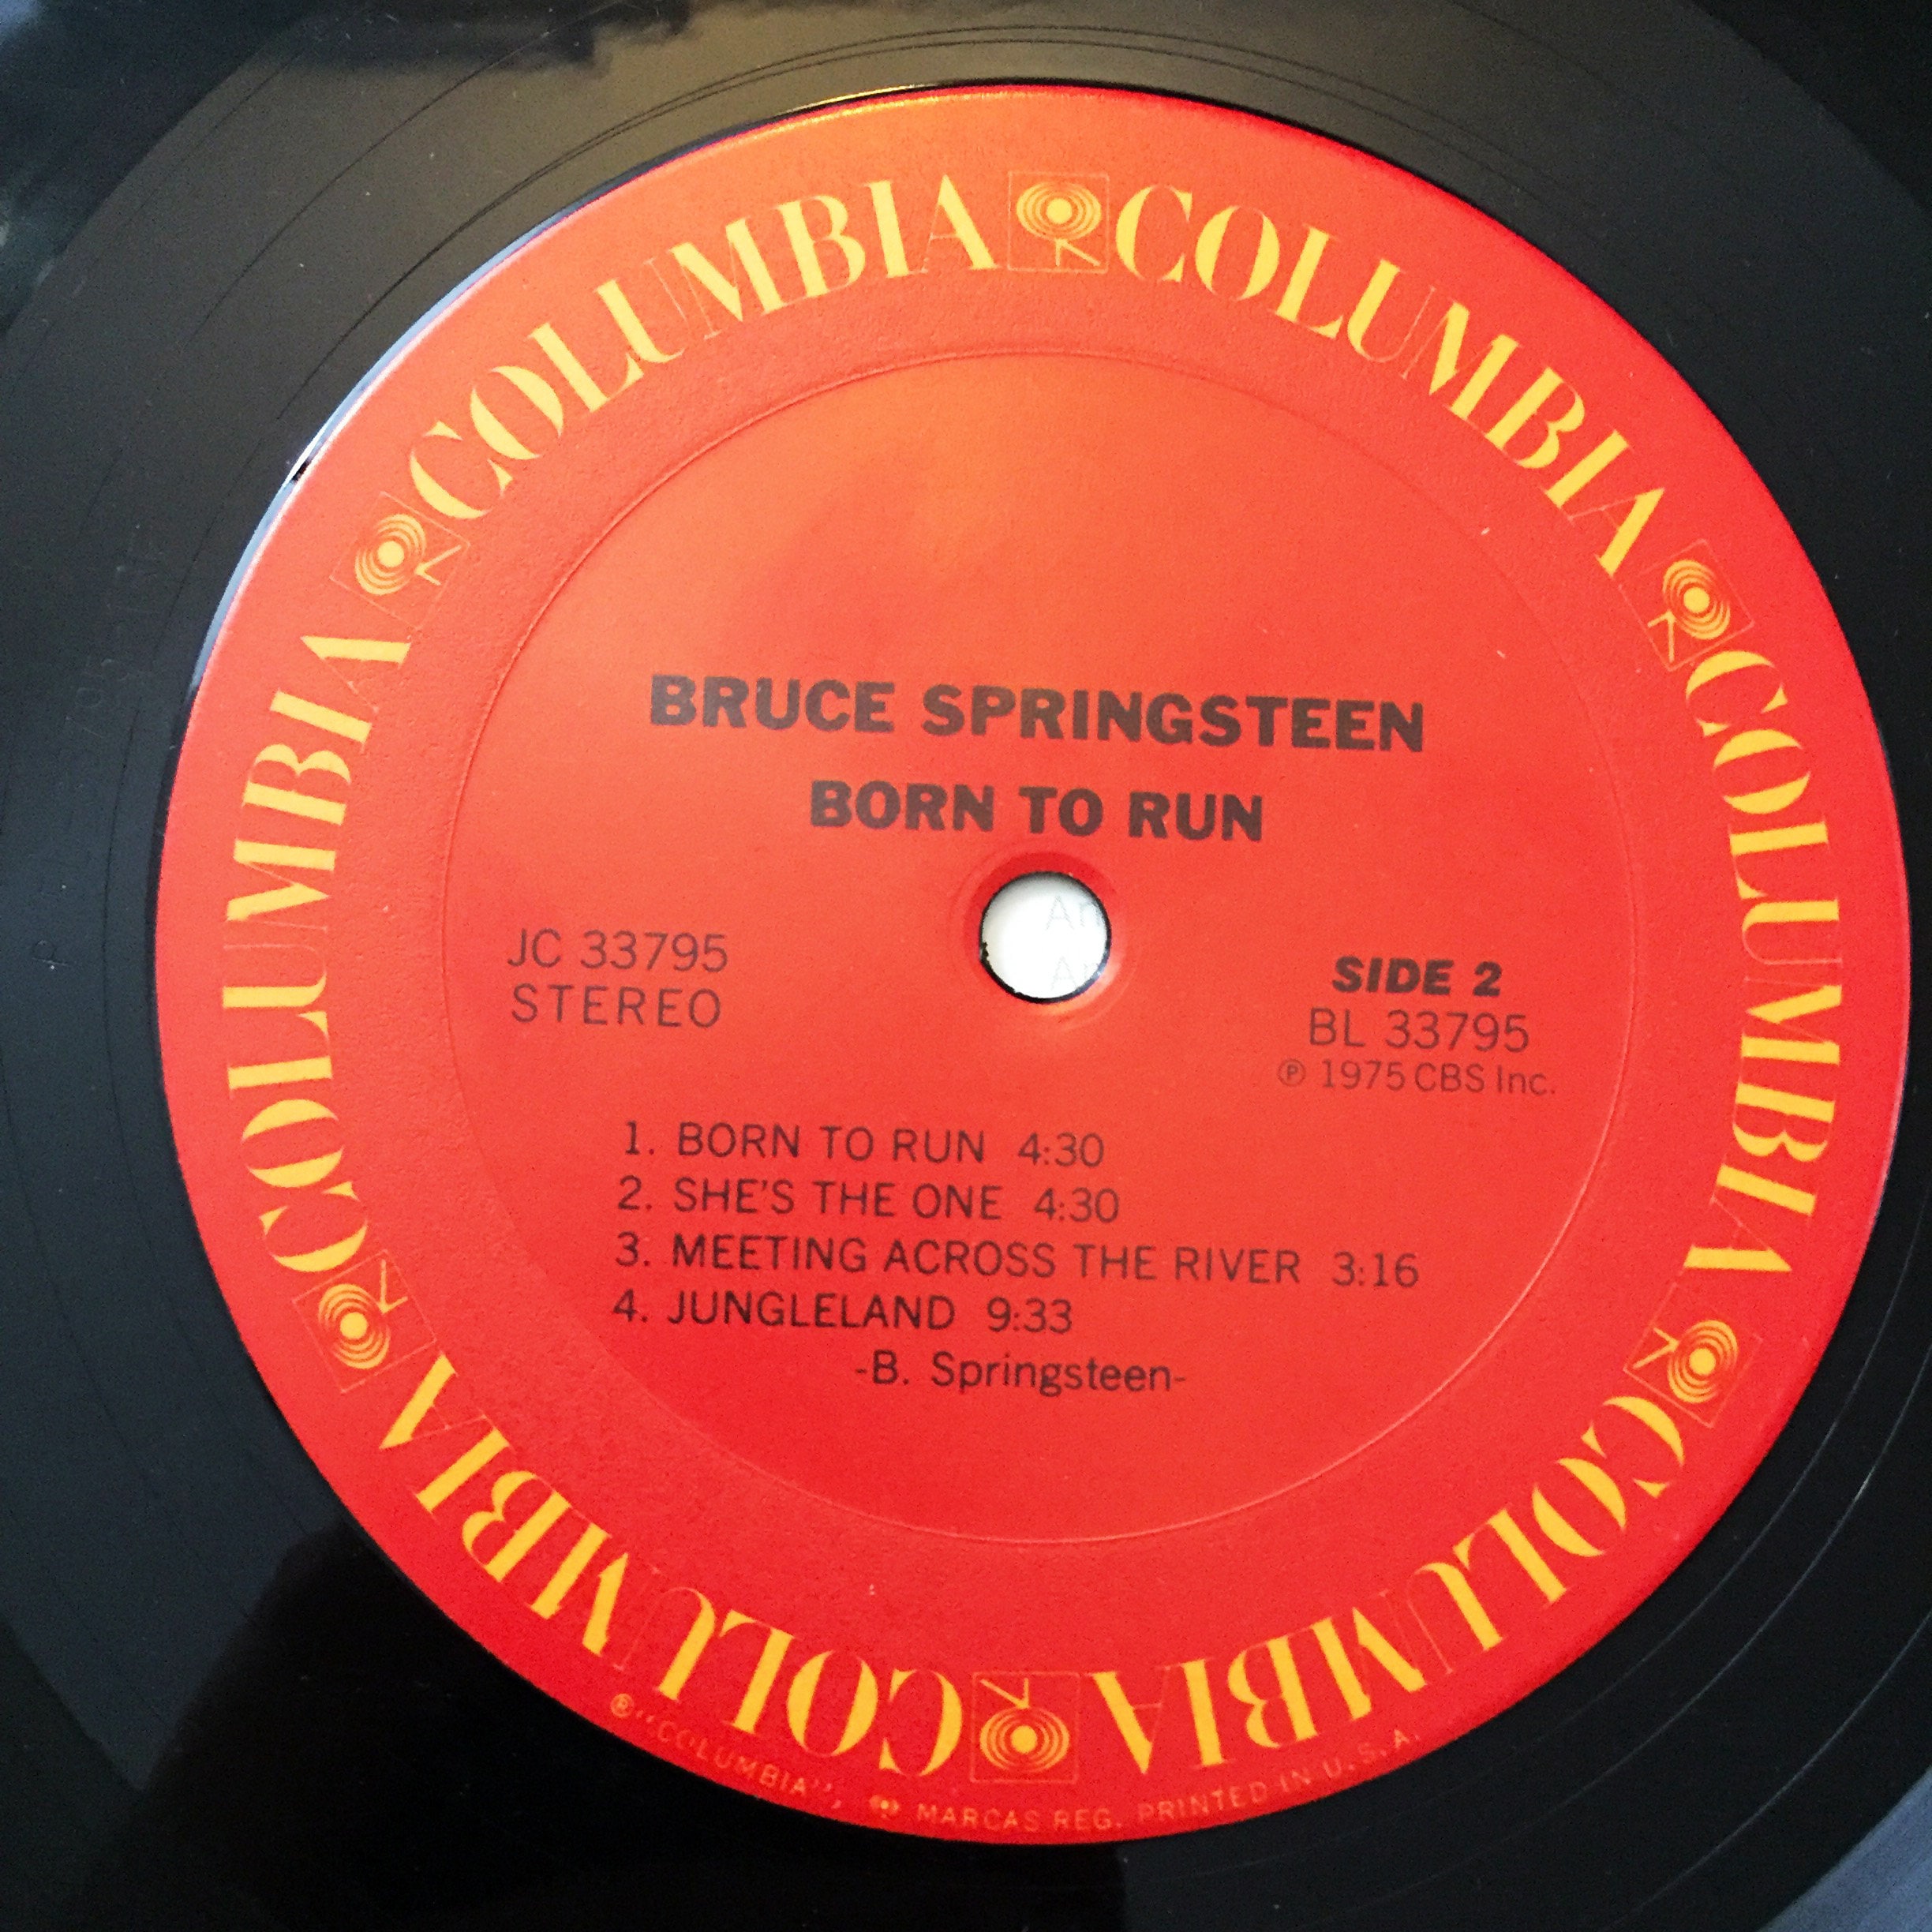 COLUMBIA COLUMBIA COLUMBIA COLUMBIA COLUMBIA COLUMBIA
BRUCE SPRINGSTEEN
BORN TO RUN
An
An
JC 33795
STEREO
SIDE 2
BL 33795
℗ 1975 CBS Inc.
1. BORN TO RUN 4:30
2. SHE'S THE ONE 4:30
3. MEETING ACROSS THE RIVER 3:16
4. JUNGLELAND 9:33
-B. Springsteen-
® "COLUMBIA", MARCAS REG. PRINTED IN U.S.A.